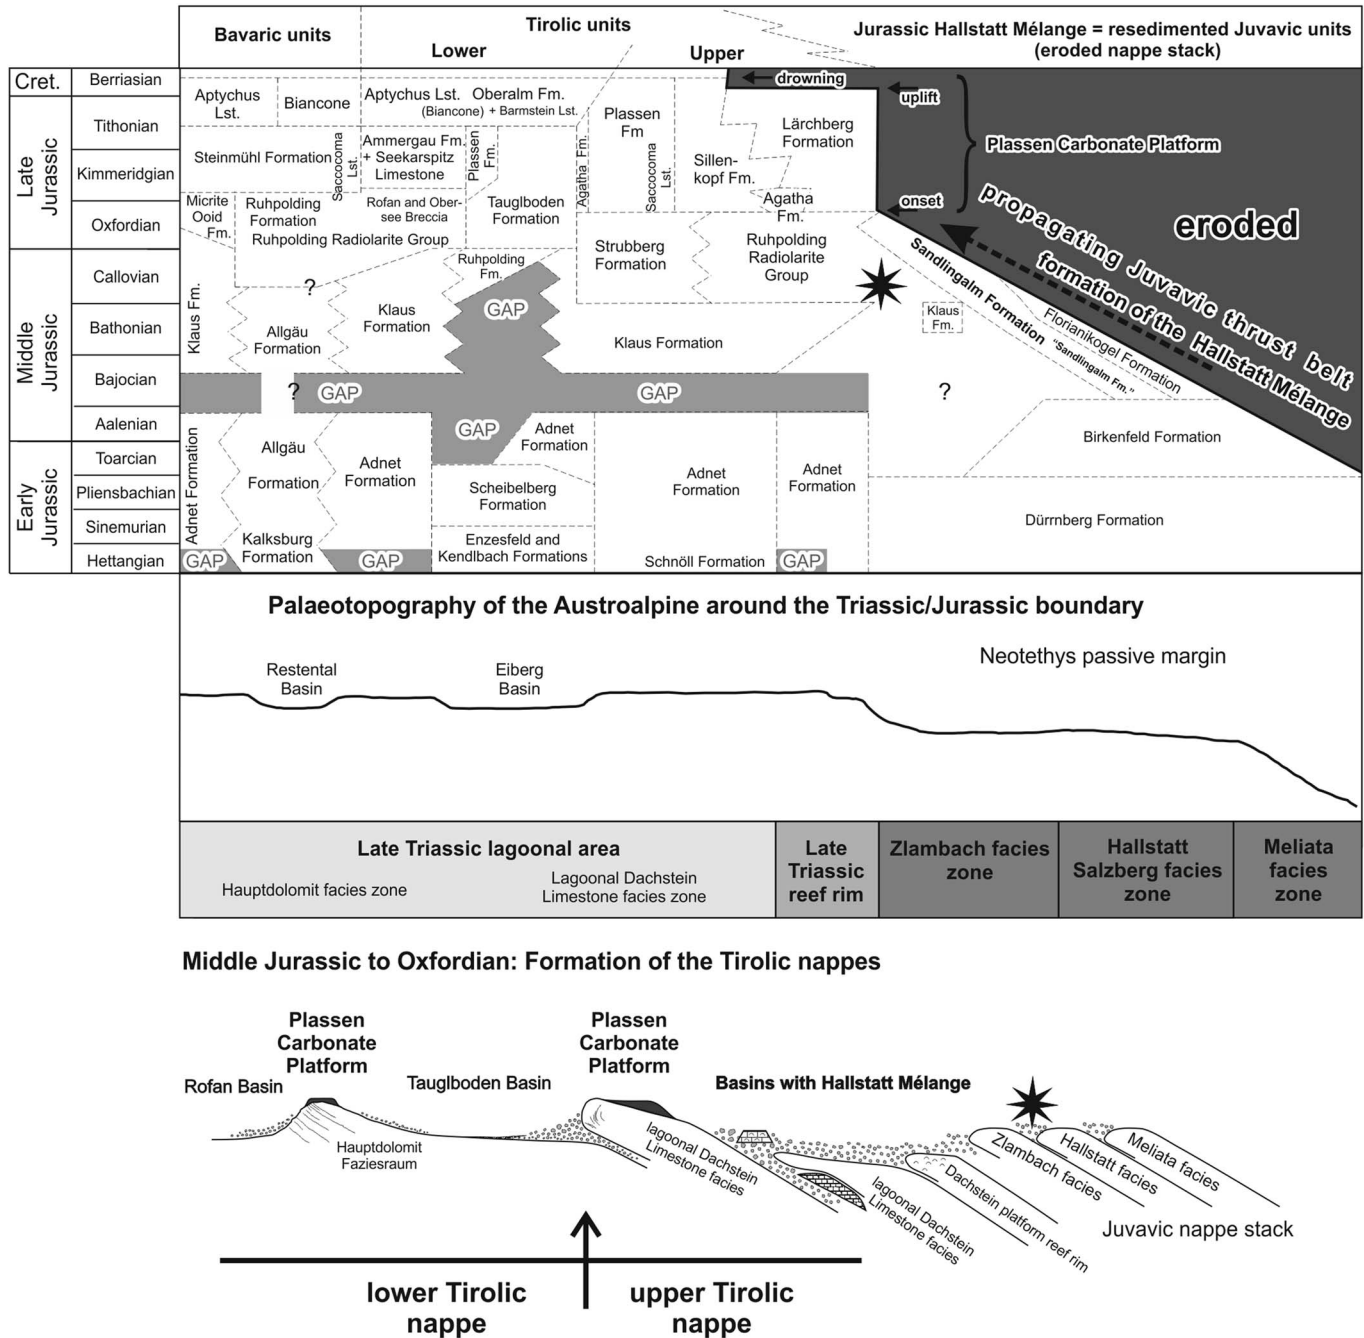 Bavaric units
Tirolic units
Lower
Upper
Jurassic Hallstatt Mélange = resedimented Juvavic units
(eroded nappe stack)
Cret.
Late
Jurassic
Middle
Jurassic
Early
Jurassic
Berriasian
Tithonian
Kimmeridgian
Oxfordian
Callovian
Bathonian
Bajocian
Aalenian
Toarcian
Pliensbachian
Sinemurian
Hettangian
Aptychus
Lst.
Biancone
Aptychus Lst.
Oberalm Fm.
(Biancone)
+ Barmstein Lst.
Steinmühl Formation
Saccocoma
Lst.
Ammergau Fm.
+ Seekarspitz
Limestone
Plassen
Fm.
Agatha Fm.
Plassen
Fm
Saccocoma
Lst.
Sillen-
kopf Fm.
Lärchberg
Formation
Agatha
Fm.
Micrite
Ooid
Fm.
Ruhpolding
Formation
Ruhpolding Radiolarite Group
Rofan and Ober-
see Breccia
Tauglboden
Formation
Ruhpolding
Fm.
Strubberg
Formation
Ruhpolding
Radiolarite
Group
Klaus Fm.
?
Allgäu
Formation
Klaus
Formation
GAP
Klaus Formation
?
GAP
GAP
GAP
Adnet Formation
Allgäu
Formation
Kalksburg
Formation
Adnet
Formation
Adnet
Formation
Scheibelberg
Formation
Enzesfeld and
Kendlbach Formations
Adnet
Formation
Schnöll Formation
Adnet
Formation
GAP
GAP
GAP
drowning
uplift
onset
Plassen Carbonate Platform
eroded
propagating Juvavic thrust belt
formation of the Hallstatt Mélange
Sandlingalm Formation
Klaus
Fm.
Florianikogel Formation
"Sandlingalm Fm."
?
Birkenfeld Formation
Dürrnberg Formation
Palaeotopography of the Austroalpine around the Triassic/Jurassic boundary
Neotethys passive margin
Restental
Basin
Eiberg
Basin
Late Triassic lagoonal area
Hauptdolomit facies zone
Lagoonal Dachstein
Limestone facies zone
Late
Triassic
reef rim
Zlambach facies
zone
Hallstatt
Salzberg facies
zone
Meliata
facies
zone
Middle Jurassic to Oxfordian: Formation of the Tirolic nappes
Plassen
Carbonate
Platform
Plassen
Carbonate
Platform
Rofan Basin
Tauglboden Basin
Basins with Hallstatt Mélange
Hauptdolomit
Faziesraum
lagoonal Dachstein
Limestone facies
lagoonal Dachstein
Limestone facies
Dachstein platform reef rim
Zlambach facies
Hallstatt facies
Meliata facies
Juvavic nappe stack
lower Tirolic
nappe
upper Tirolic
nappe